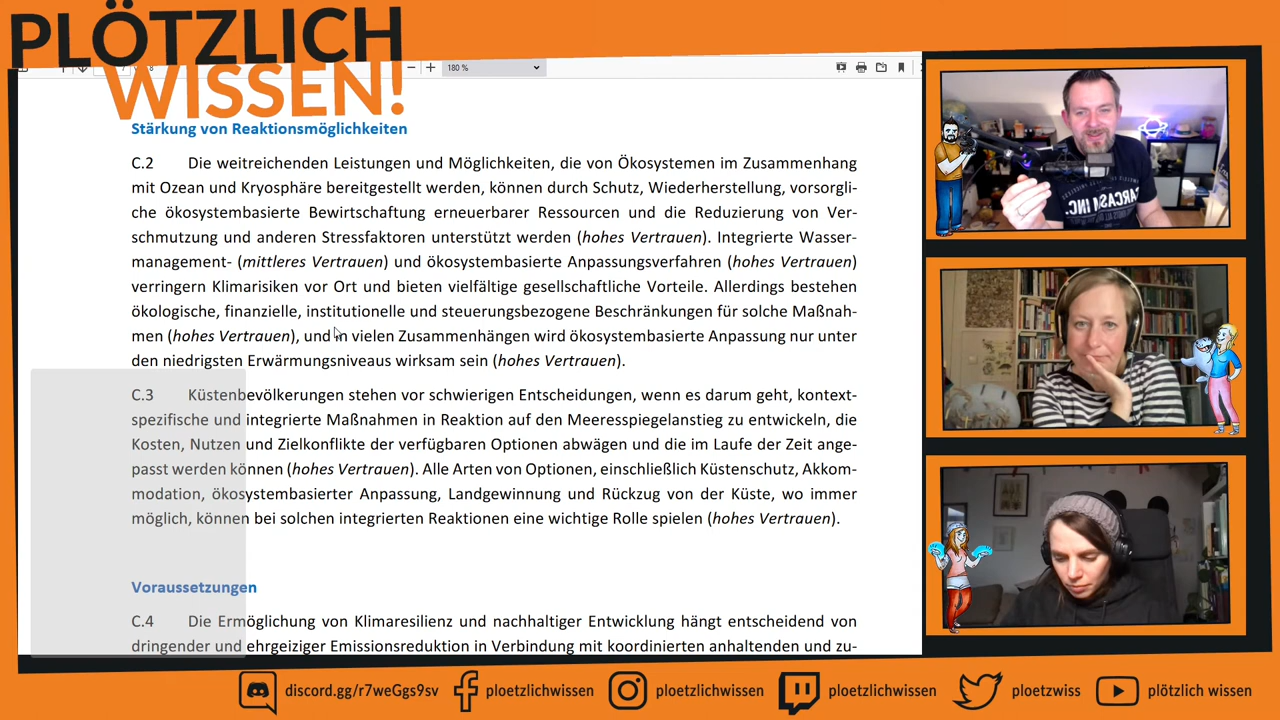 PLÖTZLICH
WISSEN!
180 %
Stärkung von Reaktionsmöglichkeiten
C.2 Die weitreichenden Leistungen und Möglichkeiten, die von Ökosystemen im Zusammenhang
mit Ozean und Kryosphäre bereitgestellt werden, können durch Schutz, Wiederherstellung, vorsorgli-
che ökosystembasierte Bewirtschaftung erneuerbarer Ressourcen und die Reduzierung von Ver-
schmutzung und anderen Stressfaktoren unterstützt werden (hohes Vertrauen). Integrierte Wasser-
management- (mittleres Vertrauen) und ökosystembasierte Anpassungsverfahren (hohes Vertrauen)
verringern Klimarisiken vor Ort und bieten vielfältige gesellschaftliche Vorteile. Allerdings bestehen
ökologische, finanzielle, institutionelle und steuerungsbezogene Beschränkungen für solche Maßnah-
men (hohes Vertrauen), und in vielen Zusammenhängen wird ökosystembasierte Anpassung nur unter
den niedrigsten Erwärmungsniveaus wirksam sein (hohes Vertrauen).
C.3 Küstenbevölkerungen stehen vor schwierigen Entscheidungen, wenn es darum geht, kontext-
spezifische und integrierte Maßnahmen in Reaktion auf den Meeresspiegelanstieg zu entwickeln, die
Kosten, Nutzen und Zielkonflikte der verfügbaren Optionen abwägen und die im Laufe der Zeit ange-
passt werden können (hohes Vertrauen). Alle Arten von Optionen, einschließlich Küstenschutz, Akkom-
modation, ökosystembasierter Anpassung, Landgewinnung und Rückzug von der Küste, wo immer
möglich, können bei solchen integrierten Reaktionen eine wichtige Rolle spielen (hohes Vertrauen).
Voraussetzungen
C.4 Die Ermöglichung von Klimaresilienz und nachhaltiger Entwicklung hängt entscheidend von
dringender und ehrgeiziger Emissionsreduktion in Verbindung mit koordinierten anhaltenden und zu-
SARCASM INC.
discord.gg/r7weGgs9sv
ploetzlichwissen
ploetzlichwissen
ploetzlichwissen
ploetzwiss
plötzlich wissen